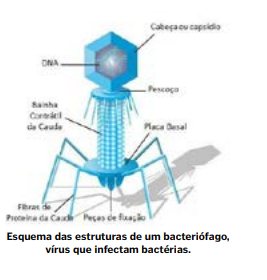 Cabeça ou capsídio
DNA
Pescoço
Bainha
Contrátil
da Cauda
Placa Basal
Fibras de
Proteína da Cauda
Peças de fixação
Esquema das estruturas de um bacteriófago,
vírus que infectam bactérias.